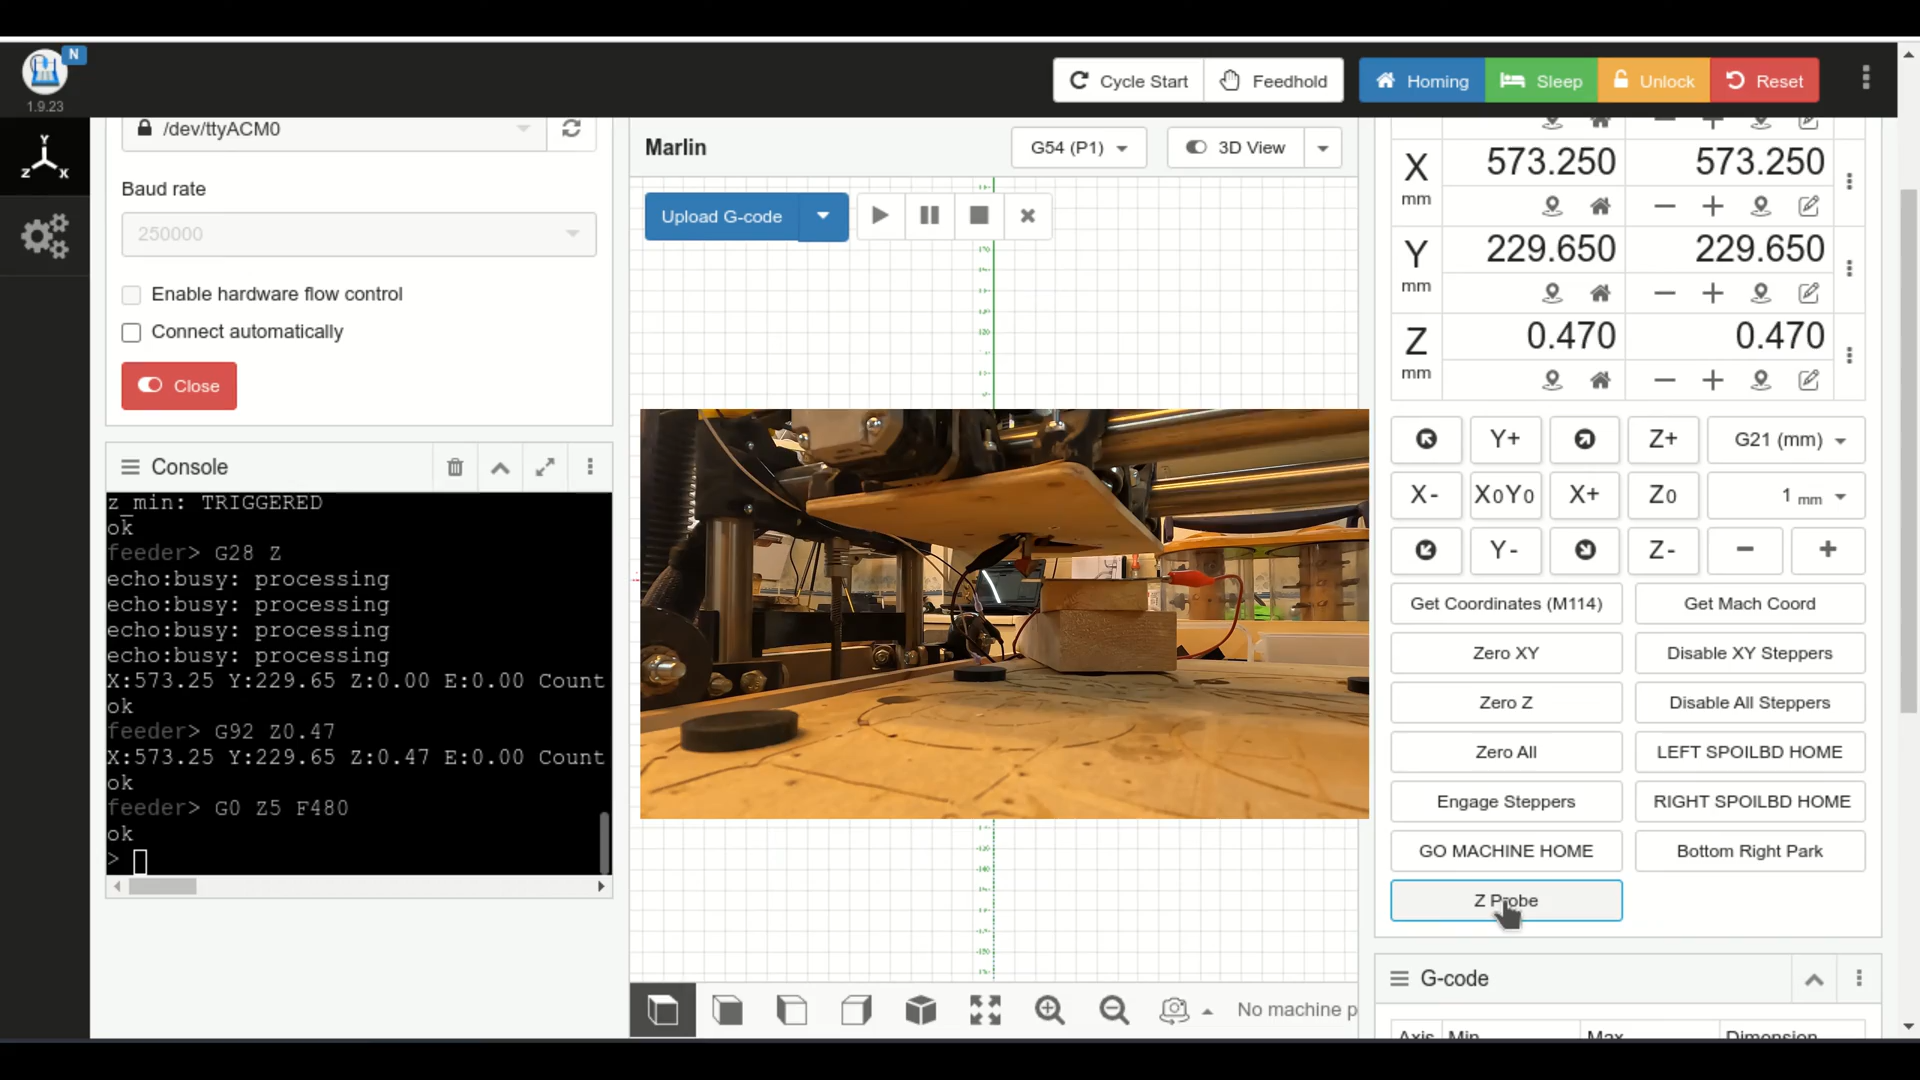 N
1.9.23
Cycle Start
Feedhold
Homing
Sleep
Unlock
Reset
Y
Z X
/dev/ttyACM0
Baud rate
250000
Enable hardware flow control
Connect automatically
Close
Console
z_min: TRIGGERED
ok
feeder> G28 Z
echo:busy: processing
echo:busy: processing
echo:busy: processing
echo:busy: processing
X:573.25 Y:229.65 Z:0.00 E:0.00 Count
ok
feeder> G92 Z0.47
X:573.25 Y:229.65 Z:0.47 E:0.00 Count
ok
feeder> G0 Z5 F480
ok
>
Marlin
G54 (P1)
3D View
Upload G-code
No machine p
X mm 573.250 573.250
Y mm 229.650 229.650
Z mm 0.470 0.470
Y+ Z+ G21 (mm)
X- X0Y0 X+ Z0 1 mm
Y- Z-
Get Coordinates (M114) Get Mach Coord
Zero XY Disable XY Steppers
Zero Z Disable All Steppers
Zero All LEFT SPOILBD HOME
Engage Steppers RIGHT SPOILBD HOME
GO MACHINE HOME Bottom Right Park
Z Probe
G-code
Axis Min Max Dimension